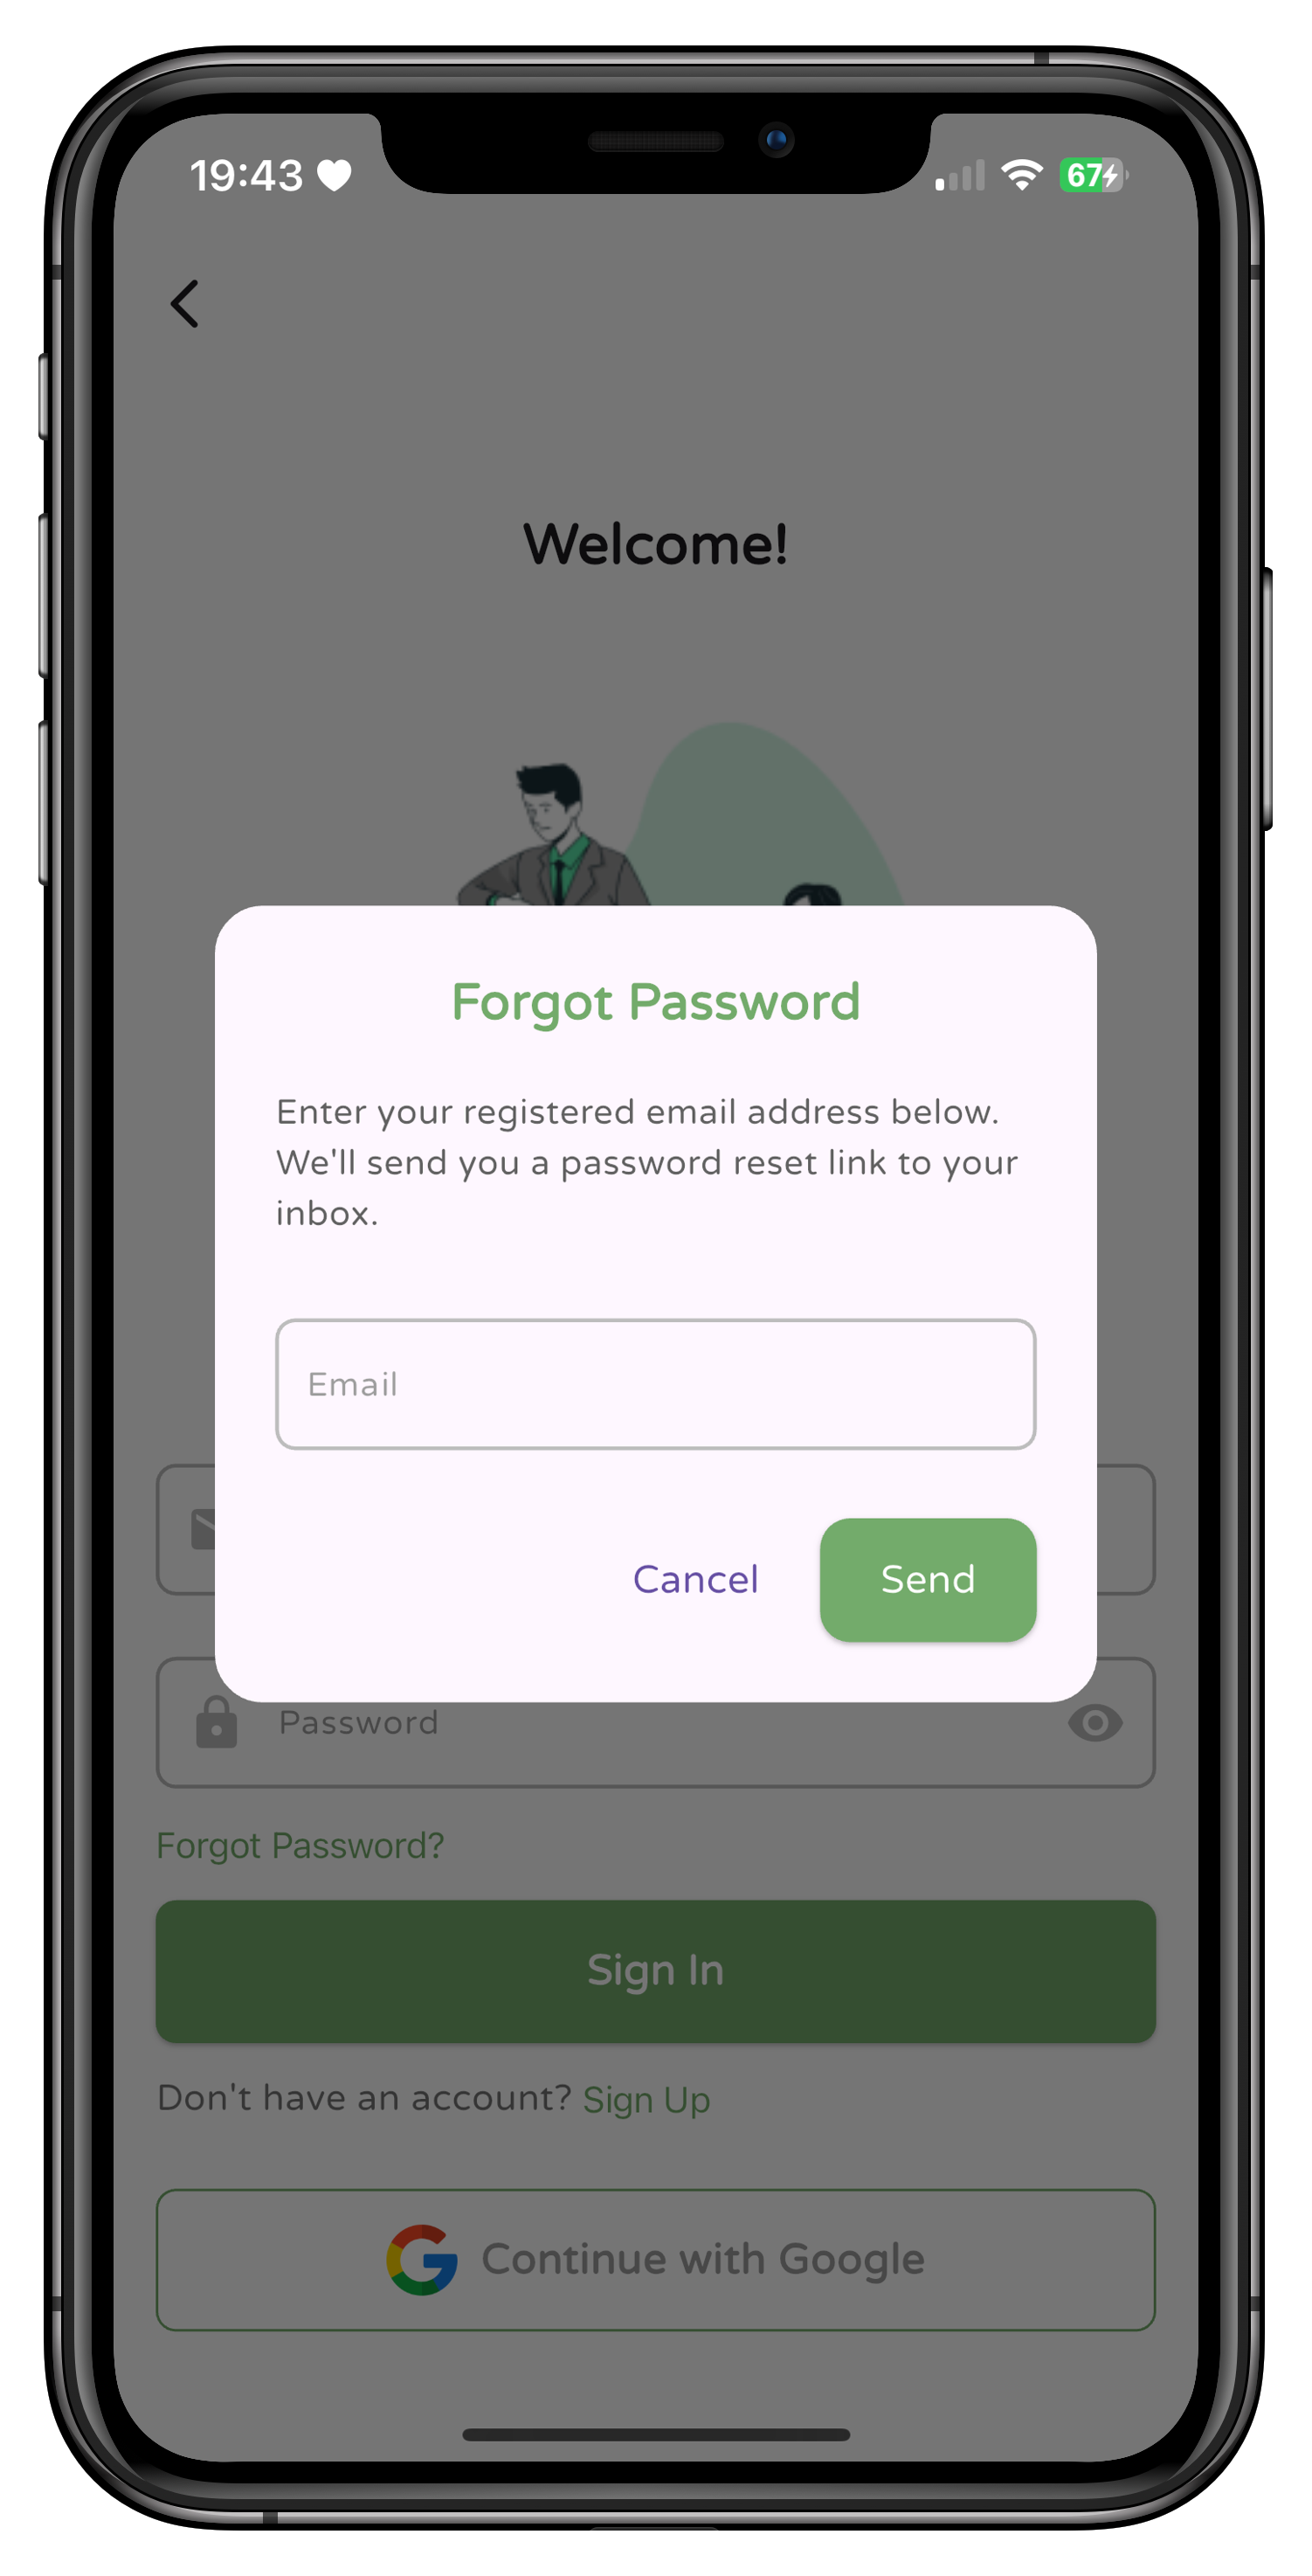 19:43
67
Welcome!
Forgot Password
Enter your registered email address below.
We'll send you a password reset link to your
inbox.
Email
Cancel
Send
Password
Forgot Password?
Sign In
Don't have an account? Sign Up
Continue with Google